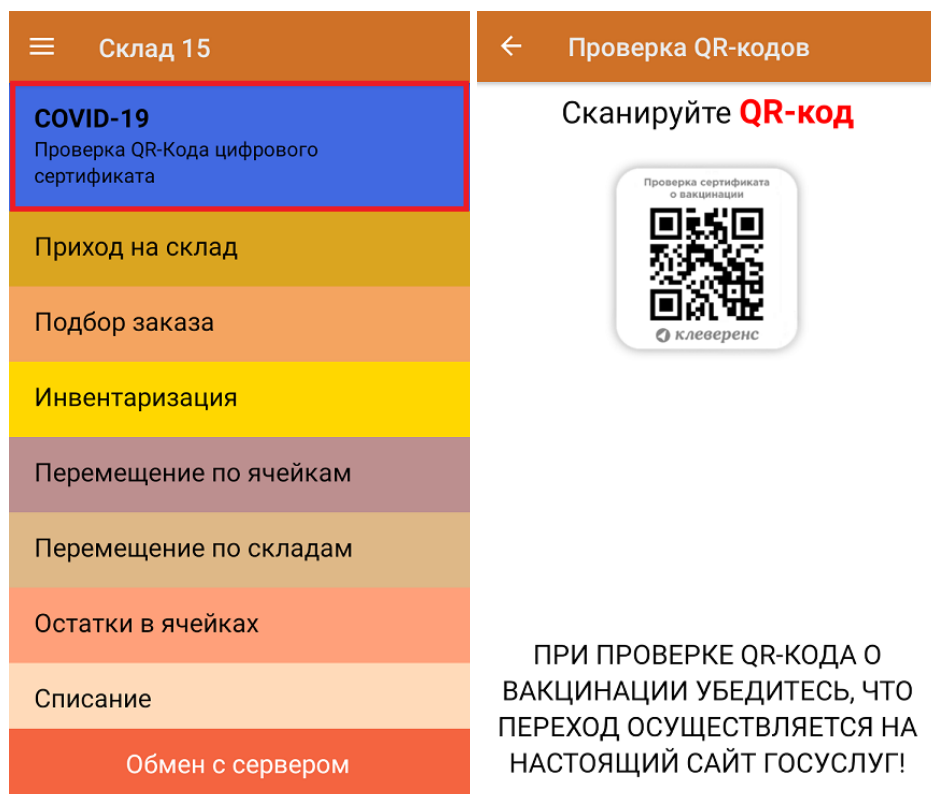 Склад 15
COVID-19
Проверка QR-Кода цифрового
сертификата
Приход на склад
Подбор заказа
Инвентаризация
Перемещение по ячейкам
Перемещение по складам
Остатки в ячейках
Списание
Обмен с сервером
Проверка QR-кодов
Сканируйте QR-код
Проверка сертификата
о вакцинации
клеверенс
ПРИ ПРОВЕРКЕ QR-КОДА О
ВАКЦИНАЦИИ УБЕДИТЕСЬ, ЧТО
ПЕРЕХОД ОСУЩЕСТВЛЯЕТСЯ НА
НАСТОЯЩИЙ САЙТ ГОСУСЛУГ!